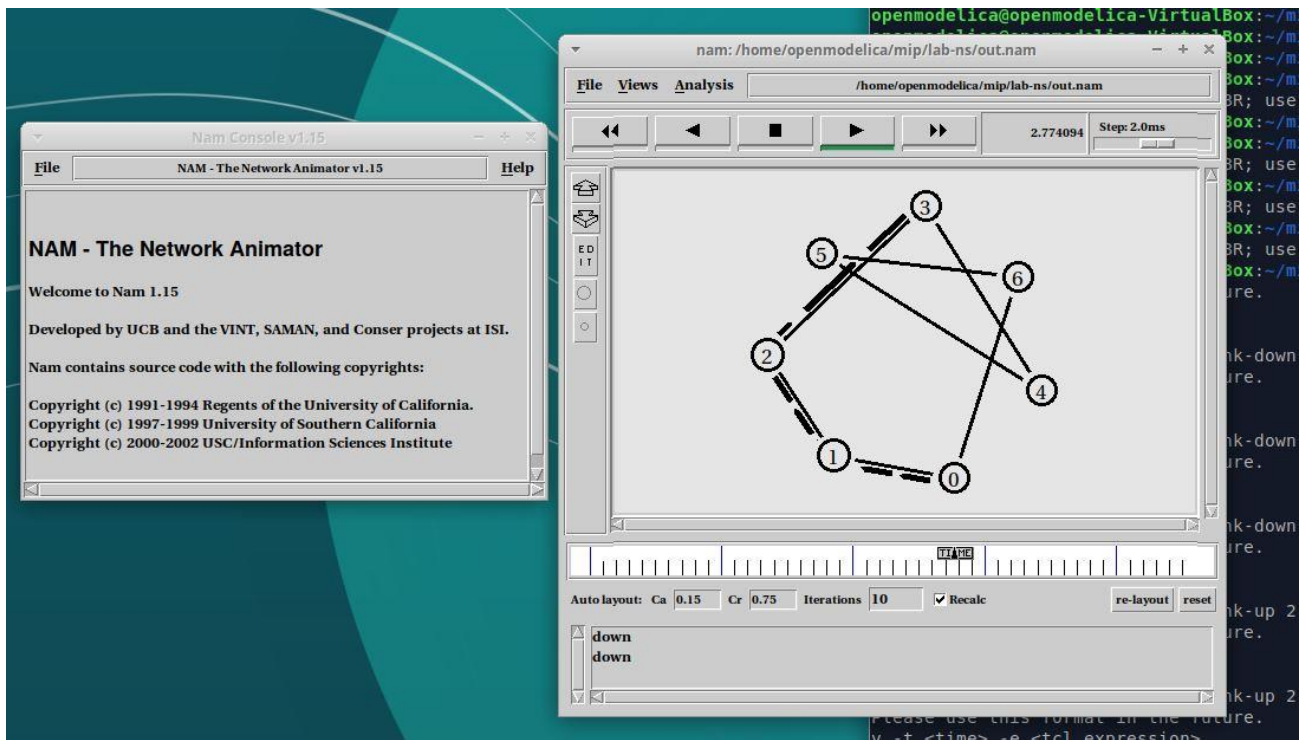 Nam Console v1.15
File NAM - The Network Animator v1.15 Help
NAM - The Network Animator
Welcome to Nam 1.15
Developed by UCB and the VINT, SAMAN, and Conser projects at ISI.
Nam contains source code with the following copyrights:
Copyright (c) 1991-1994 Regents of the University of California.
Copyright (c) 1997-1999 University of Southern California
Copyright (c) 2000-2002 USC/Information Sciences Institute
nam: /home/openmodelica/mip/lab-ns/out.nam
File Views Analysis /home/openmodelica/mip/lab-ns/out.nam
2.774094 Step: 2.0ms
ED
IT
3
5
6
2
4
1
0
TIME
Auto layout: Ca 0.15 Cr 0.75 Iterations 10 Recalc re-layout reset
down
down
openmodelica@openmodelica-VirtualBox:~/m
Box:~/m
Box:~/m
Box:~/m
BR; use
Box:~/m
Box:~/m
BR; use
Box:~/m
BR; use
Box:~/m
BR; use
Box:~/m
ure.
nk-down
ure.
nk-down
ure.
nk-down
ure.
nk-up 2
ure.
nk-up 2
Please use this format in the future.
v -t <time> -e <tcl expression>